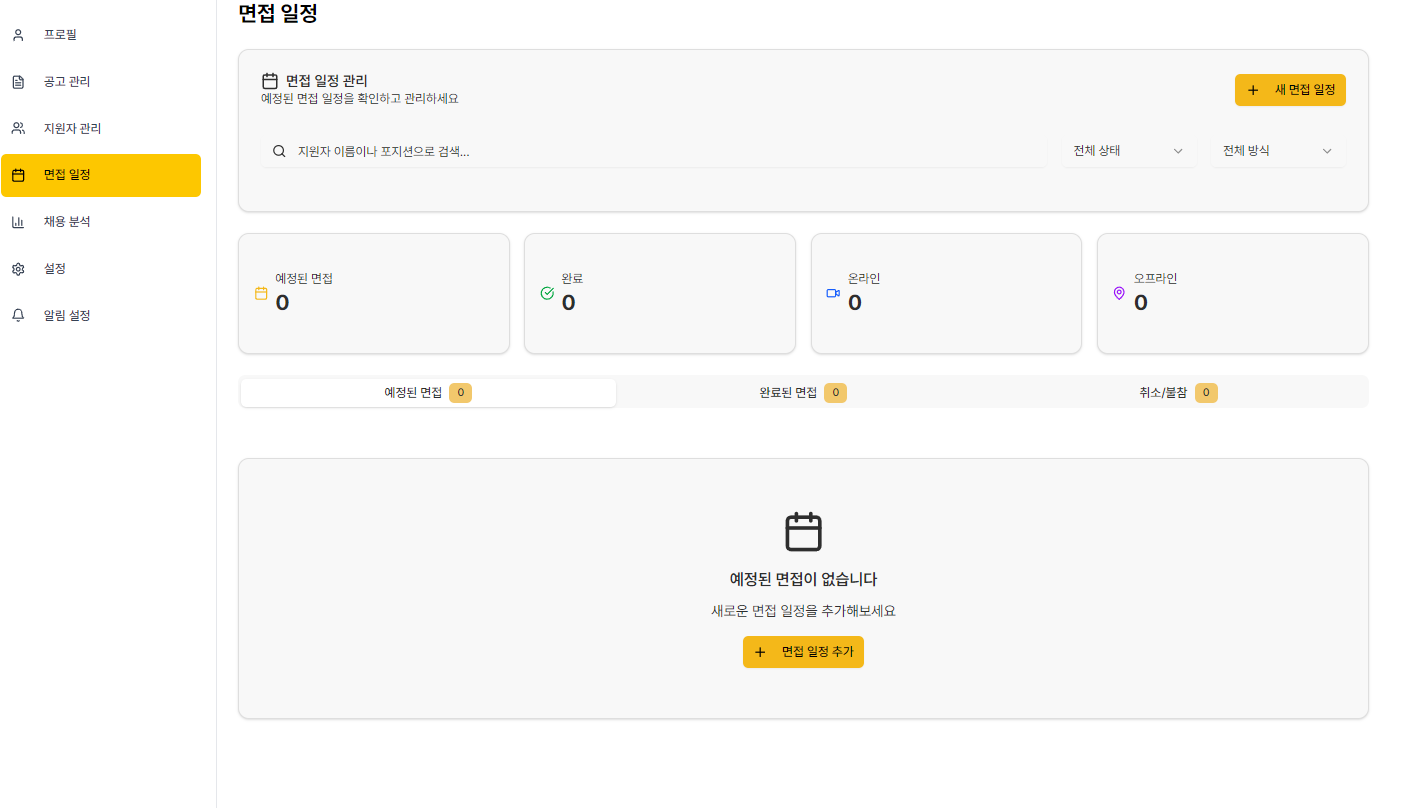 면접 일정
프로필
공고 관리
지원자 관리
면접 일정
채용 분석
설정
알림 설정
면접 일정 관리
예정된 면접 일정을 확인하고 관리하세요
새 면접 일정
지원자 이름이나 포지션으로 검색...
전체 상태
전체 방식
예정된 면접
0
완료
0
온라인
0
오프라인
0
예정된 면접 0
완료된 면접 0
취소/불참 0
예정된 면접이 없습니다
새로운 면접 일정을 추가해보세요
면접 일정 추가